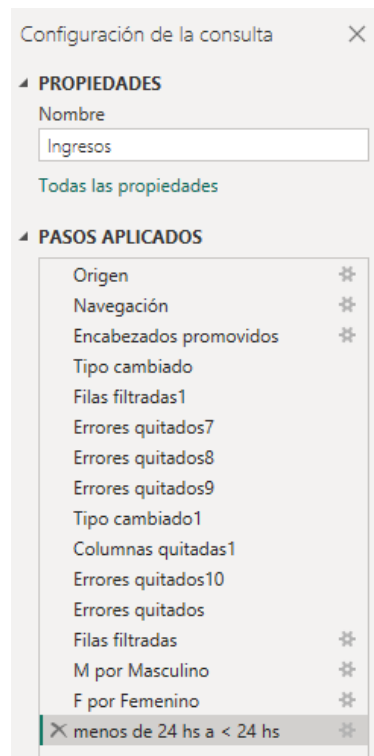 Configuración de la consulta
PROPIEDADES
Nombre
Ingresos
Todas las propiedades
PASOS APLICADOS
Origen
Navegación
Encabezados promovidos
Tipo cambiado
Filas filtradas1
Errores quitados7
Errores quitados8
Errores quitados9
Tipo cambiado1
Columnas quitadas1
Errores quitados10
Errores quitados
Filas filtradas
M por Masculino
F por Femenino
menos de 24 hs a < 24 hs